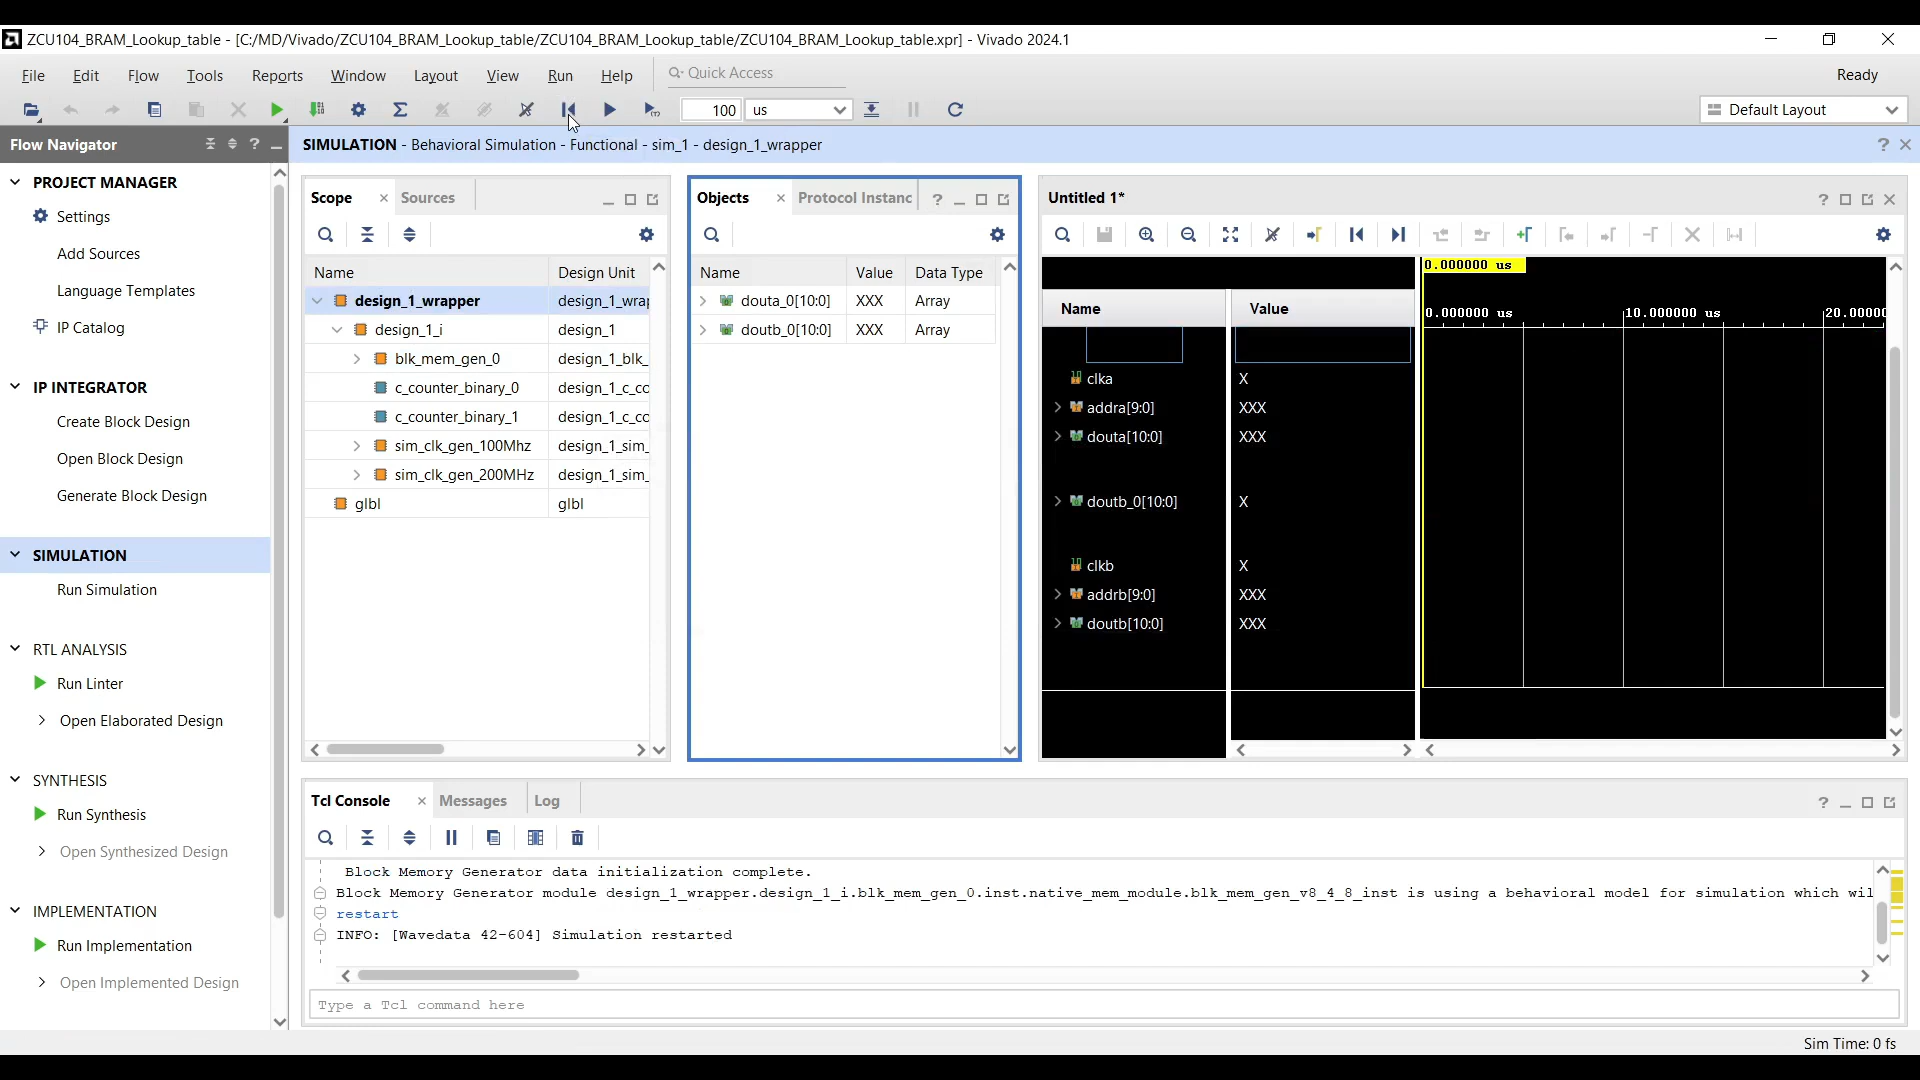 ZCU104_BRAM_Lookup_table - [C:/MD/Vivado/ZCU104_BRAM_Lookup_table/ZCU104_BRAM_Lookup_table/ZCU104_BRAM_Lookup_table.xpr] - Vivado 2024.1
File Edit Flow Tools Reports Window Layout View Run Help Quick Access Ready
100 us Default Layout
Flow Navigator
SIMULATION - Behavioral Simulation - Functional - sim_1 - design_1_wrapper
PROJECT MANAGER
Settings
Add Sources
Language Templates
IP Catalog
IP INTEGRATOR
Create Block Design
Open Block Design
Generate Block Design
SIMULATION
Run Simulation
RTL ANALYSIS
Run Linter
Open Elaborated Design
SYNTHESIS
Run Synthesis
Open Synthesized Design
IMPLEMENTATION
Run Implementation
Open Implemented Design
Scope Sources
Name Design Unit
design_1_wrapper design_1_wrap
design_1_i design_1
blk_mem_gen_0 design_1_blk_
c_counter_binary_0 design_1_c_co
c_counter_binary_1 design_1_c_co
sim_clk_gen_100Mhz design_1_sim_
sim_clk_gen_200MHz design_1_sim_
glbl glbl
Objects Protocol Instanc
Name Value Data Type
douta_0[10:0] XXX Array
doutb_0[10:0] XXX Array
Untitled 1*
0.000000 us
Name Value
0.000000 us 10.000000 us 20.00000
clka X
addra[9:0] XXX
douta[10:0] XXX
doutb_0[10:0] X
clkb X
addrb[9:0] XXX
doutb[10:0] XXX
Tcl Console Messages Log
Block Memory Generator data initialization complete.
Block Memory Generator module design_1_wrapper.design_1_i.blk_mem_gen_0.inst.native_mem_module.blk_mem_gen_v8_4_8_inst is using a behavioral model for simulation which wil
restart
INFO: [Wavedata 42-604] Simulation restarted
Type a Tcl command here
Sim Time: 0 fs